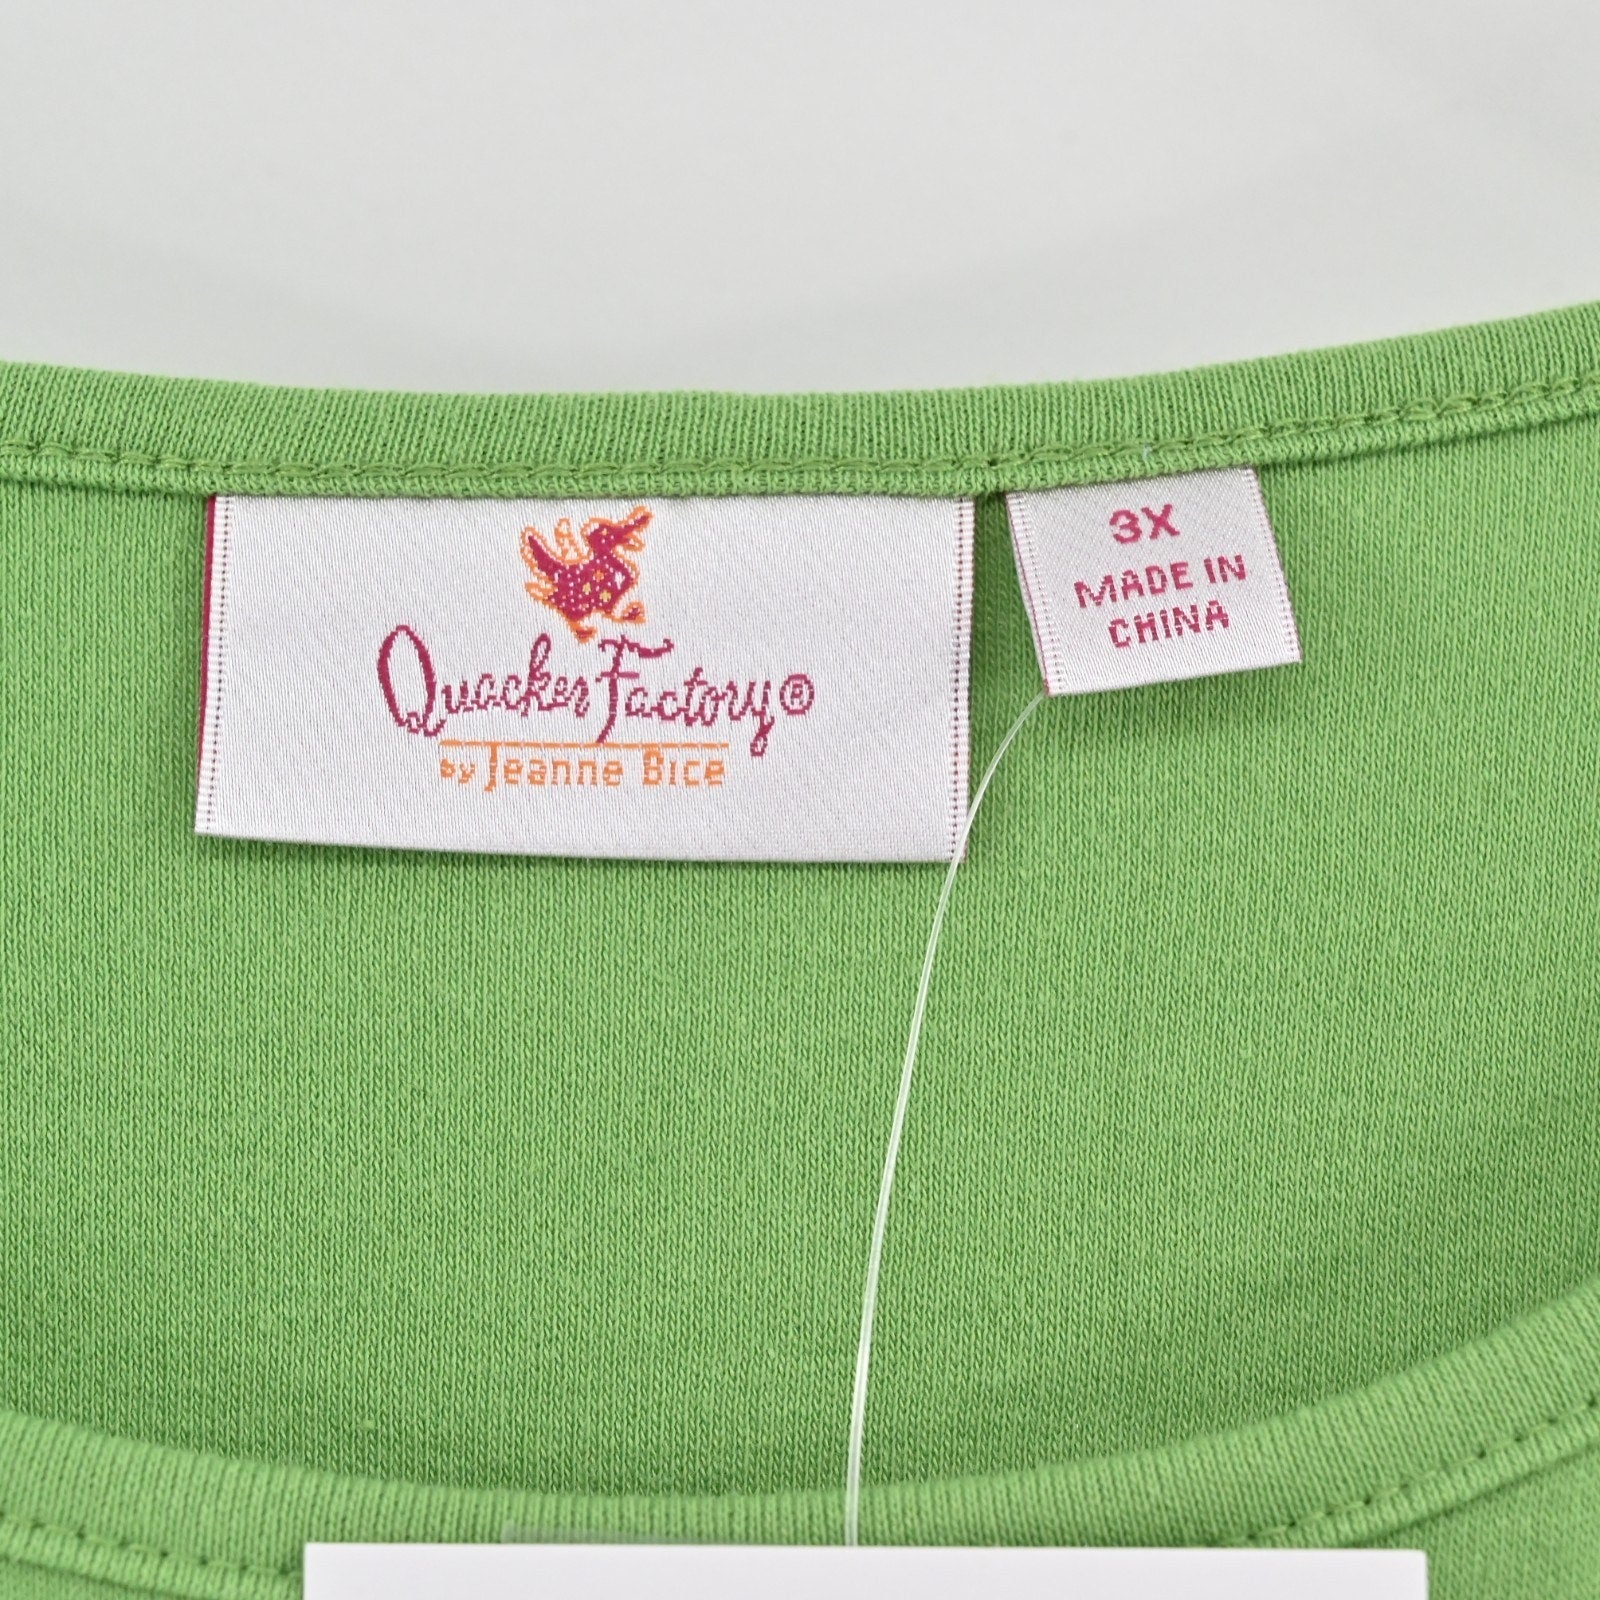 Quacker Factory®
by Jeanne Bice
3X
MADE IN
CHINA